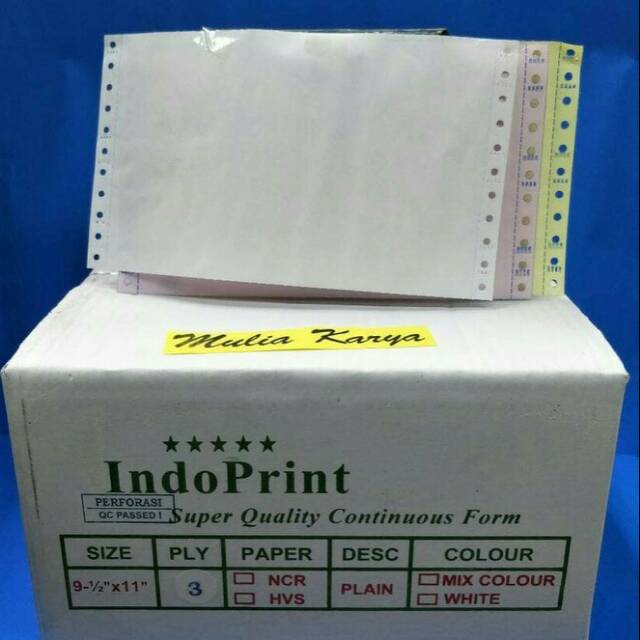 Mulia Karya
IndoPrint
PERFORASI
QC PASSED !
Super Quality Continuous Form
SIZE PLY PAPER DESC COLOUR
9-½"x11" 3 NCR PLAIN MIX COLOUR
HVS WHITE